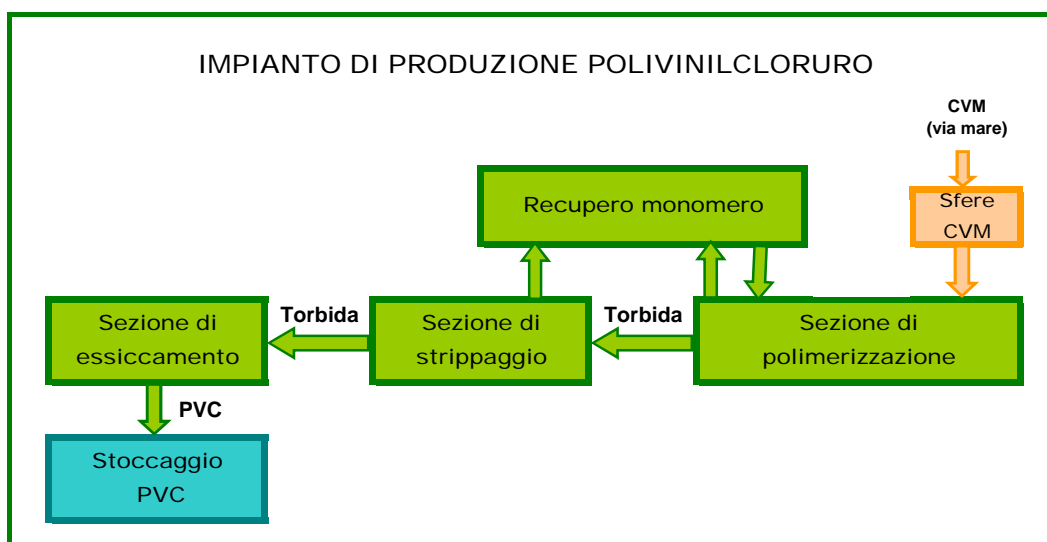 IMPIANTO DI PRODUZIONE POLIVINILCLORURO
CVM
(via mare)
Recupero monomero
Sfere
CVM
Sezione di
essiccamento
Torbida
Sezione di
strippaggio
Torbida
Sezione di
polimerizzazione
PVC
Stoccaggio
PVC